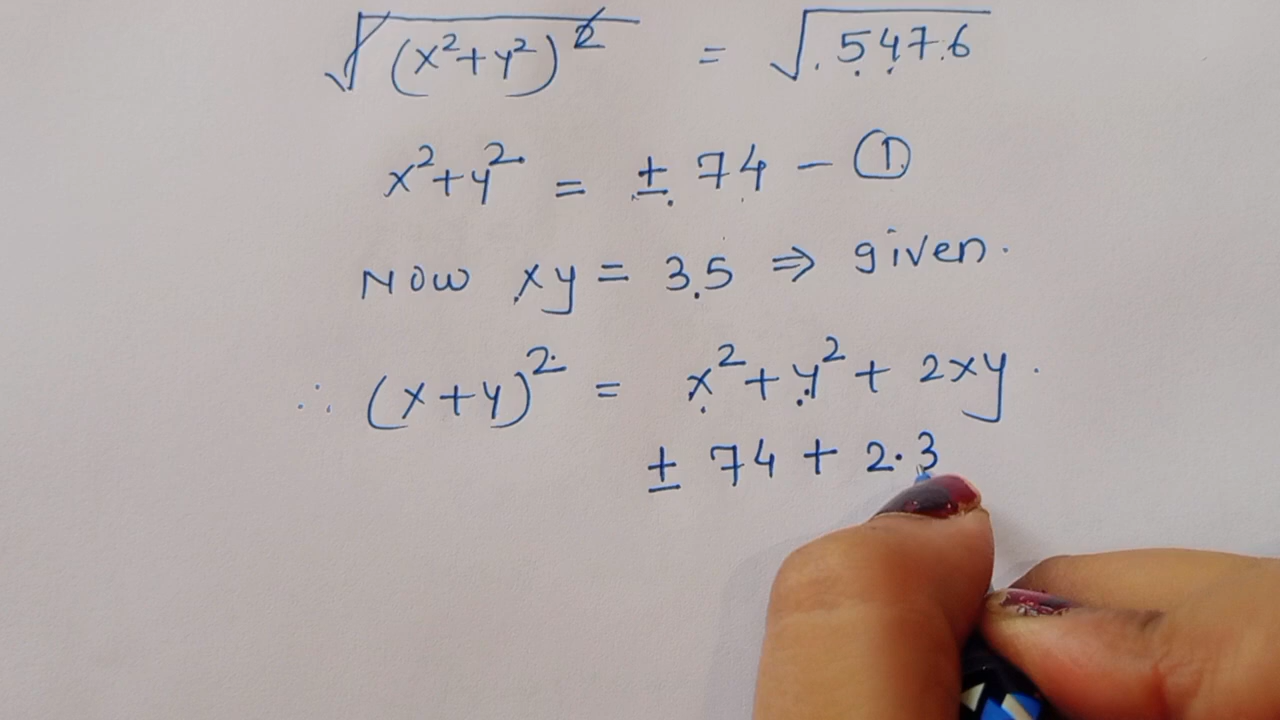 √(x²+y²)² = √5476
x²+y² = ± 74 - ①
Now xy = 35 ⇒ given.
∴ (x+y)² = x²+y²+ 2xy.
± 74 + 2.3